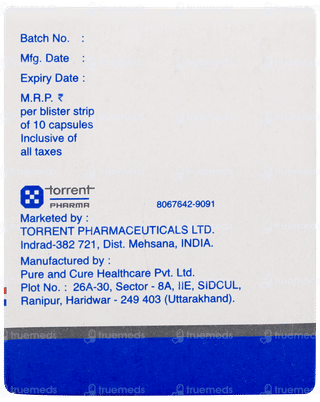 Batch No. :
Mfg. Date :
Expiry Date :
M.R.P. ₹
per blister strip
of 10 capsules
Inclusive of
all taxes
torrent
PHARMA
8067642-9091
Marketed by :
TORRENT PHARMACEUTICALS LTD.
Indrad-382 721, Dist. Mehsana, INDIA.
Manufactured by :
Pure and Cure Healthcare Pvt. Ltd.
Plot No. : 26A-30, Sector - 8A, IIE, SIDCUL,
Ranipur, Haridwar - 249 403 (Uttarakhand).
truemeds truemeds truemeds truemeds